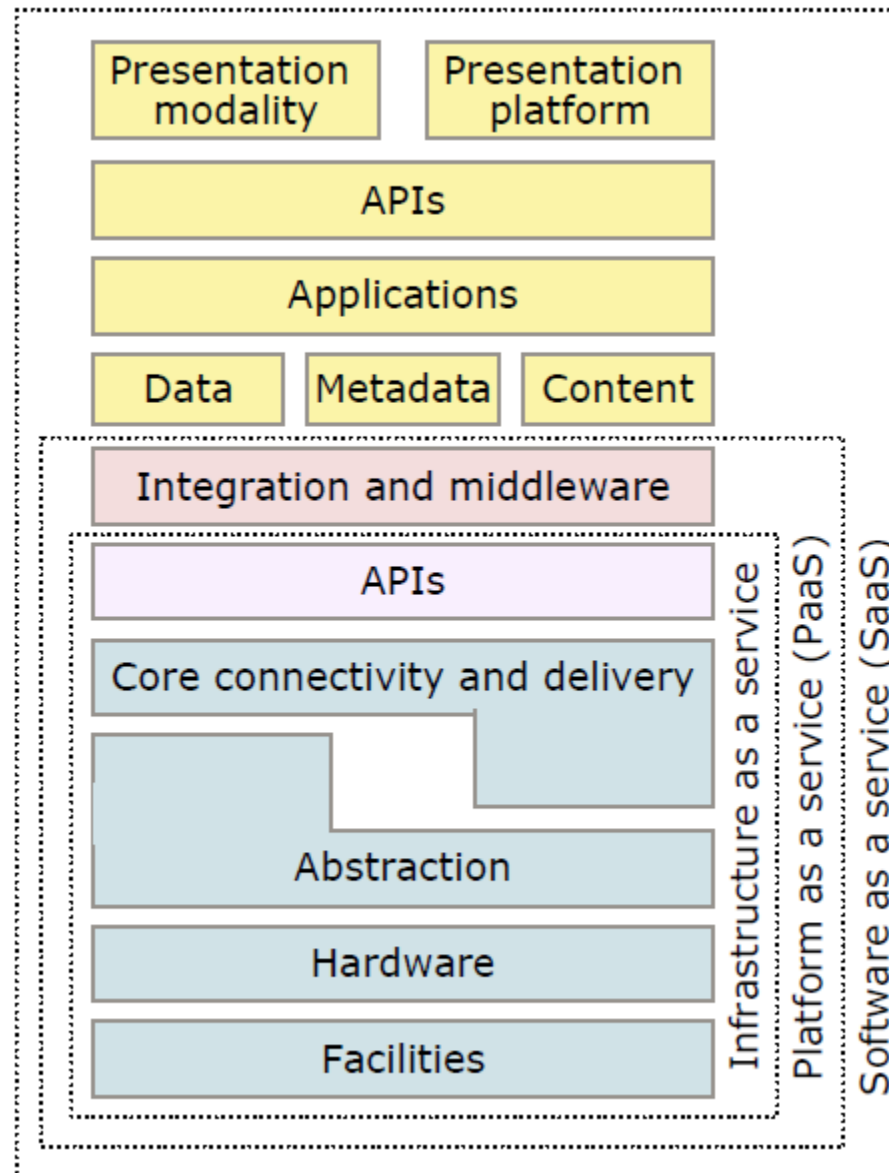 Presentation
modality
Presentation
platform
APIs
Applications
Data
Metadata
Content
Integration and middleware
APIs
Core connectivity and delivery
Abstraction
Hardware
Facilities
Infrastructure as a service
Platform as a service (PaaS)
Software as a service (SaaS)